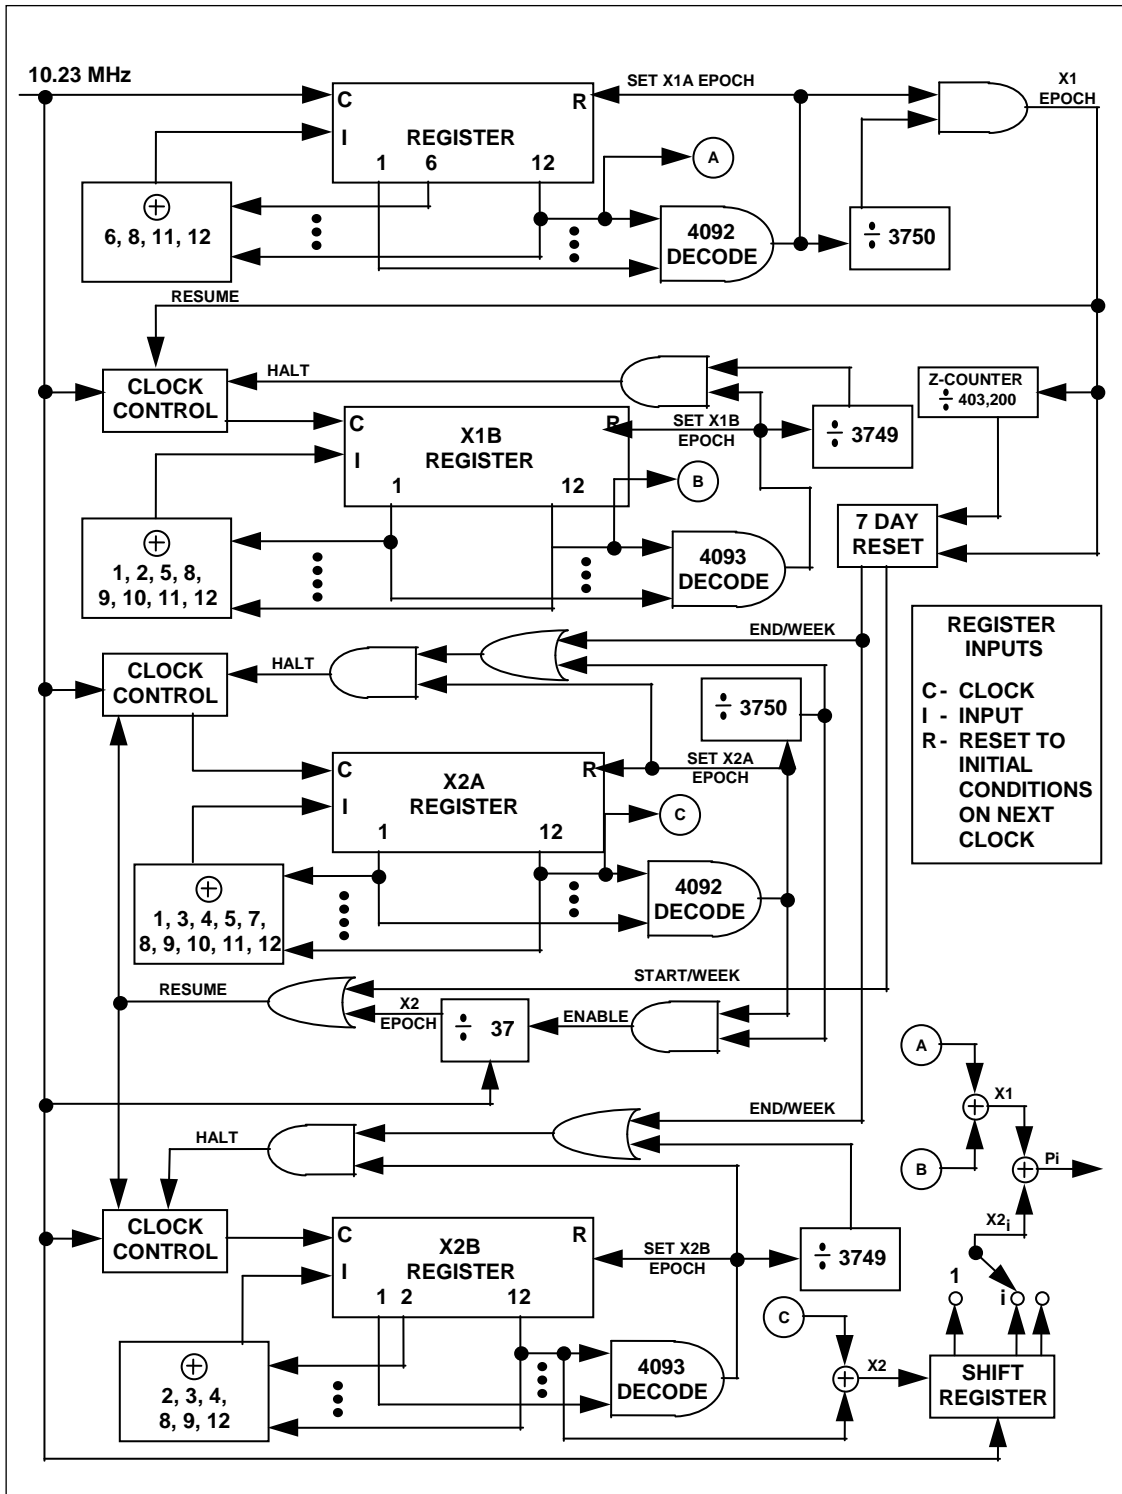 10.23 MHz
C
R
I
REGISTER
1
6
12
SET X1A EPOCH
X1
EPOCH
A
⊕
6, 8, 11, 12
4092
DECODE
÷ 3750
RESUME
CLOCK
CONTROL
HALT
Z-COUNTER
÷ 403,200
C
R
I
X1B
REGISTER
1
12
SET X1B
EPOCH
÷ 3749
B
⊕
1, 2, 5, 8,
9, 10, 11, 12
4093
DECODE
7 DAY
RESET
END/WEEK
CLOCK
CONTROL
HALT
÷ 3750
REGISTER
INPUTS
C - CLOCK
I - INPUT
R - RESET TO
INITIAL
CONDITIONS
ON NEXT
CLOCK
C
R
I
X2A
REGISTER
1
12
SET X2A
EPOCH
C
⊕
1, 3, 4, 5, 7,
8, 9, 10, 11, 12
4092
DECODE
START/WEEK
RESUME
X2
EPOCH
÷ 37
ENABLE
A
X1
B
Pi
X2i
END/WEEK
HALT
CLOCK
CONTROL
C
R
I
X2B
REGISTER
1 2
12
SET X2B
EPOCH
÷ 3749
⊕
2, 3, 4,
8, 9, 12
4093
DECODE
C
X2
1
i
SHIFT
REGISTER